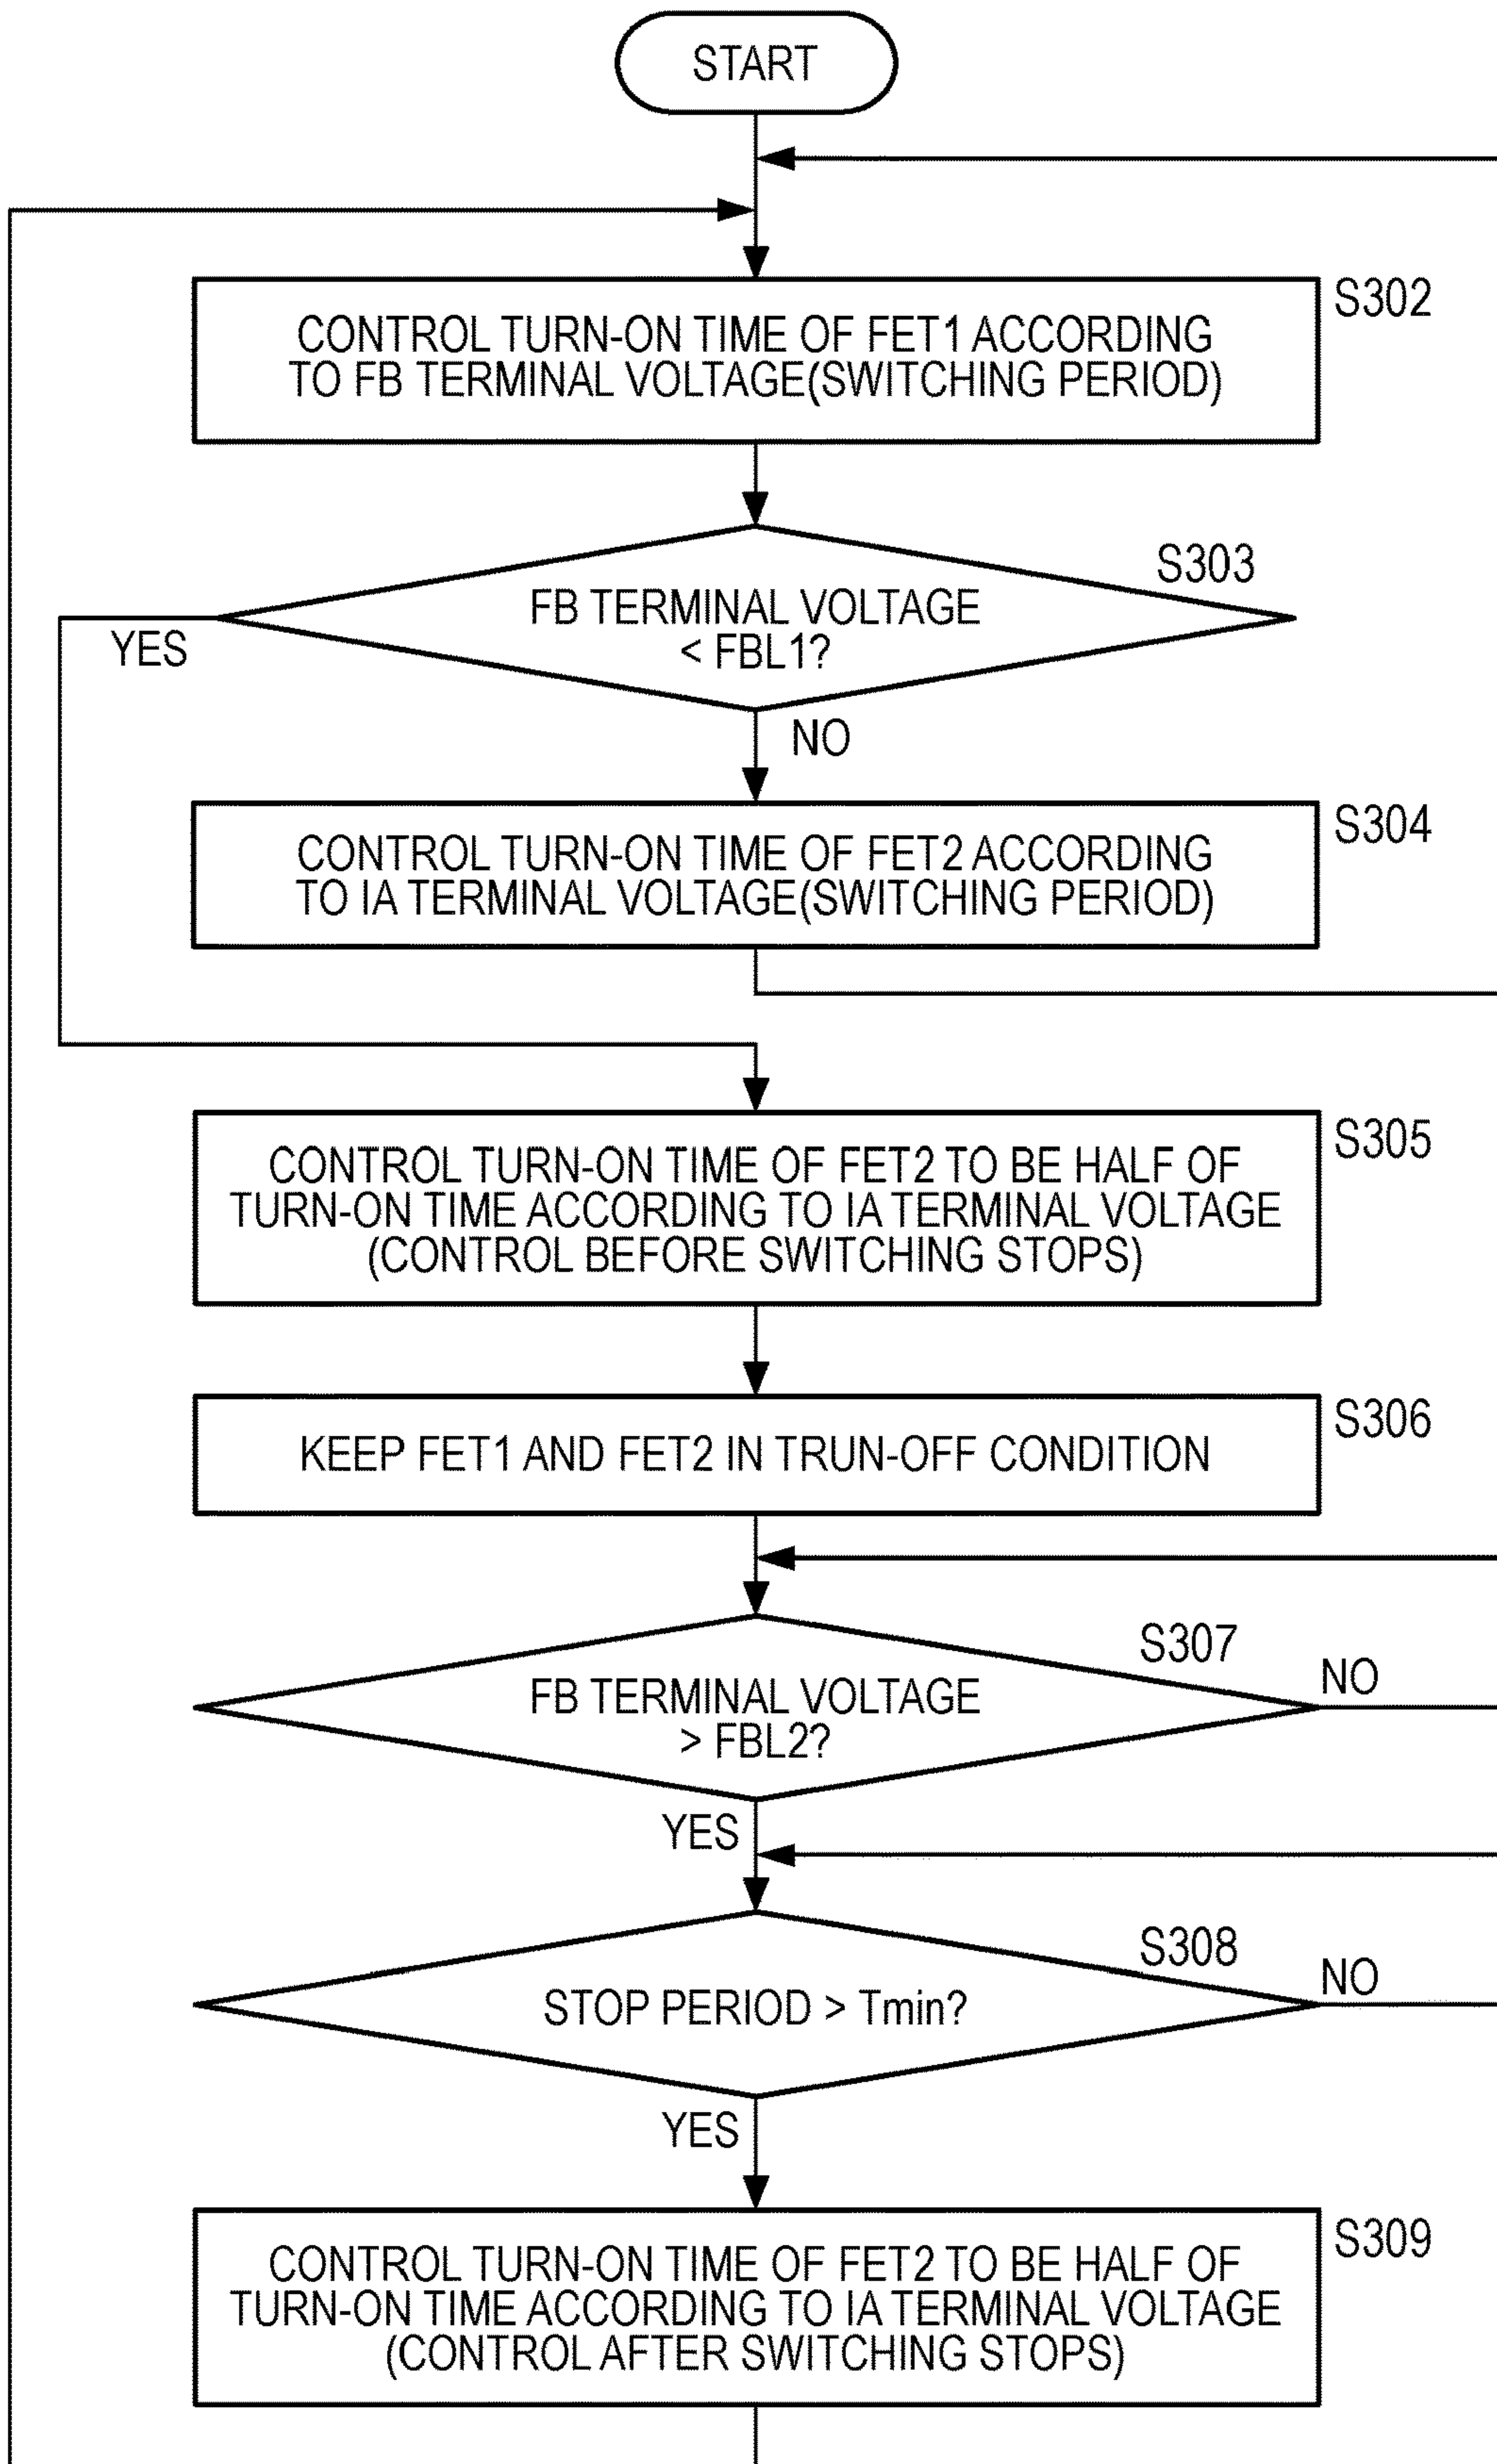 START
S302
CONTROL TURN-ON TIME OF FET1 ACCORDING
TO FB TERMINAL VOLTAGE(SWITCHING PERIOD)
S303
FB TERMINAL VOLTAGE
< FBL1?
YES
NO
S304
CONTROL TURN-ON TIME OF FET2 ACCORDING
TO IA TERMINAL VOLTAGE(SWITCHING PERIOD)
S305
CONTROL TURN-ON TIME OF FET2 TO BE HALF OF
TURN-ON TIME ACCORDING TO IA TERMINAL VOLTAGE
(CONTROL BEFORE SWITCHING STOPS)
S306
KEEP FET1 AND FET2 IN TRUN-OFF CONDITION
S307
NO
FB TERMINAL VOLTAGE
> FBL2?
YES
S308
NO
STOP PERIOD > Tmin?
YES
S309
CONTROL TURN-ON TIME OF FET2 TO BE HALF OF
TURN-ON TIME ACCORDING TO IA TERMINAL VOLTAGE
(CONTROL AFTER SWITCHING STOPS)